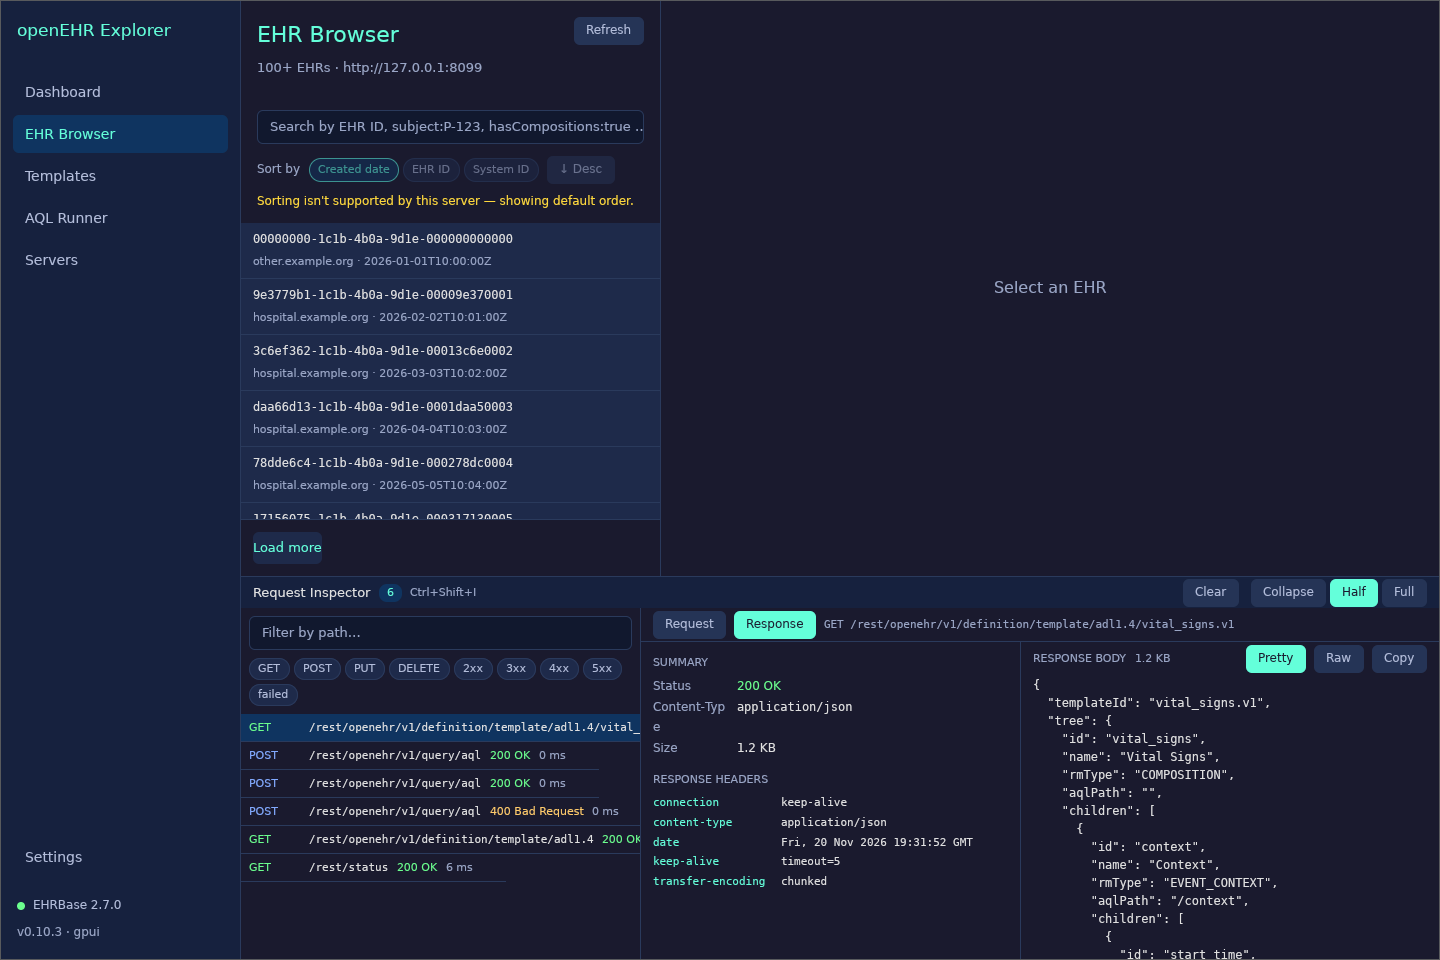 openEHR Explorer
Dashboard
EHR Browser
Templates
AQL Runner
Servers
Settings
EHRBase 2.7.0
v0.10.3 · gpui
EHR Browser
Refresh
100+ EHRs · http://127.0.0.1:8099
Search by EHR ID, subject:P-123, hasCompositions:true ..
Sort by Created date EHR ID System ID ↓ Desc
Sorting isn't supported by this server — showing default order.
00000000-1c1b-4b0a-9d1e-000000000000
other.example.org · 2026-01-01T10:00:00Z
9e3779b1-1c1b-4b0a-9d1e-00009e370001
hospital.example.org · 2026-02-02T10:01:00Z
3c6ef362-1c1b-4b0a-9d1e-00013c6e0002
hospital.example.org · 2026-03-03T10:02:00Z
daa66d13-1c1b-4b0a-9d1e-0001daa50003
hospital.example.org · 2026-04-04T10:03:00Z
78dde6c4-1c1b-4b0a-9d1e-000278dc0004
hospital.example.org · 2026-05-05T10:04:00Z
17156075-1c1b-4b0a-9d1e-000317130005
Load more
Select an EHR
Request Inspector 6 Ctrl+Shift+I
Clear Collapse Half Full
Filter by path...
GET POST PUT DELETE 2xx 3xx 4xx 5xx
failed
GET /rest/openehr/v1/definition/template/adl1.4/vital_
POST /rest/openehr/v1/query/aql 200 OK 0 ms
POST /rest/openehr/v1/query/aql 200 OK 0 ms
POST /rest/openehr/v1/query/aql 400 Bad Request 0 ms
GET /rest/openehr/v1/definition/template/adl1.4 200 OK
GET /rest/status 200 OK 6 ms
Request Response GET /rest/openehr/v1/definition/template/adl1.4/vital_signs.v1
SUMMARY
Status 200 OK
Content-Typ application/json
e
Size 1.2 KB
RESPONSE HEADERS
connection keep-alive
content-type application/json
date Fri, 20 Nov 2026 19:31:52 GMT
keep-alive timeout=5
transfer-encoding chunked
RESPONSE BODY 1.2 KB Pretty Raw Copy
{
"templateId": "vital_signs.v1",
"tree": {
"id": "vital_signs",
"name": "Vital Signs",
"rmType": "COMPOSITION",
"aqlPath": "",
"children": [
{
"id": "context",
"name": "Context",
"rmType": "EVENT_CONTEXT",
"aqlPath": "/context",
"children": [
{
"id": "start_time",